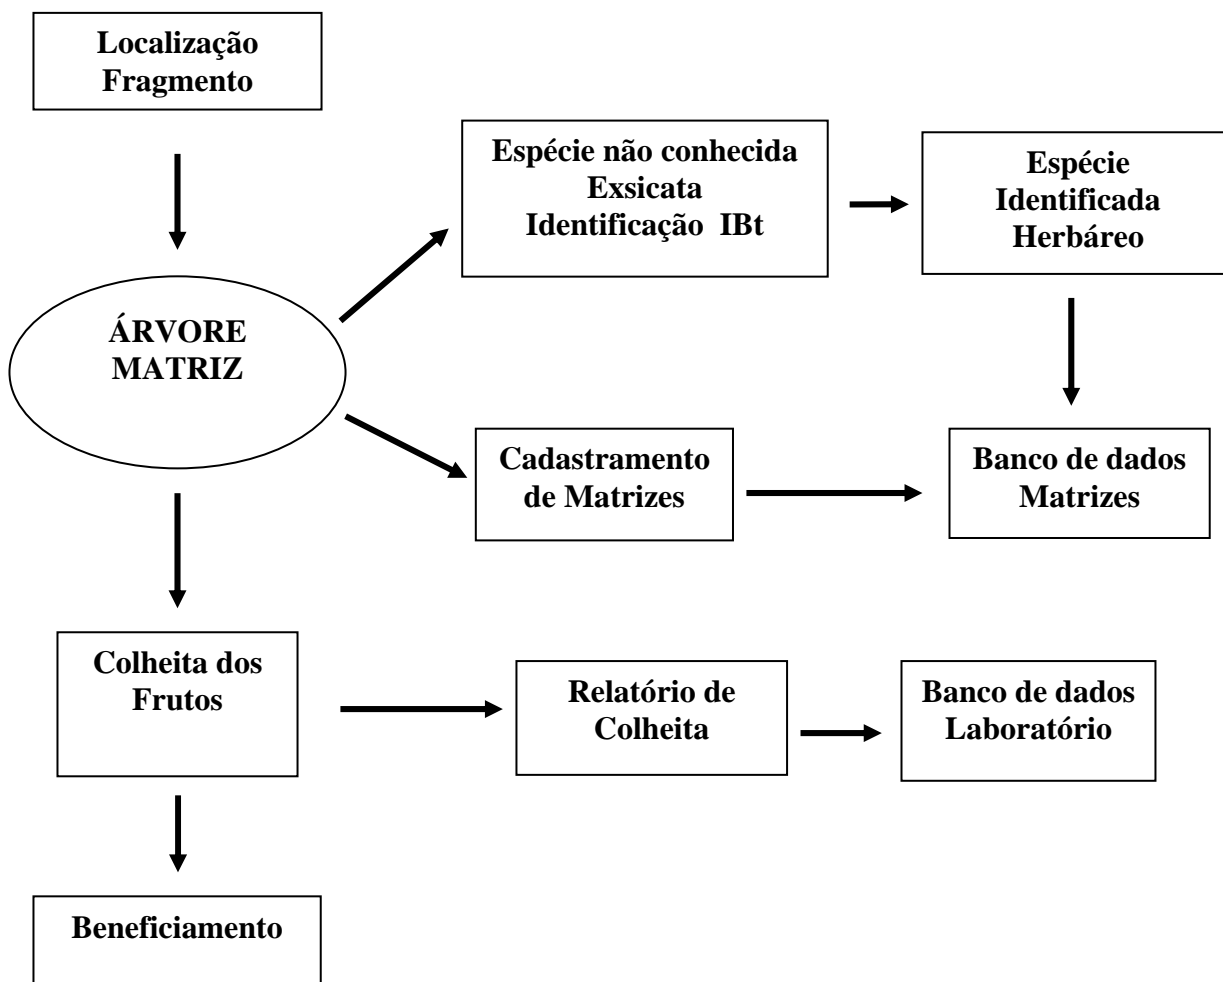 Localização
Fragmento
Espécie não conhecida
Exsicata
Identificação  IBt
Espécie
Identificada
Herbáreo
ÁRVORE
MATRIZ
Cadastramento
de Matrizes
Banco de dados
Matrizes
Colheita dos
Frutos
Relatório de
Colheita
Banco de dados
Laboratório
Beneficiamento